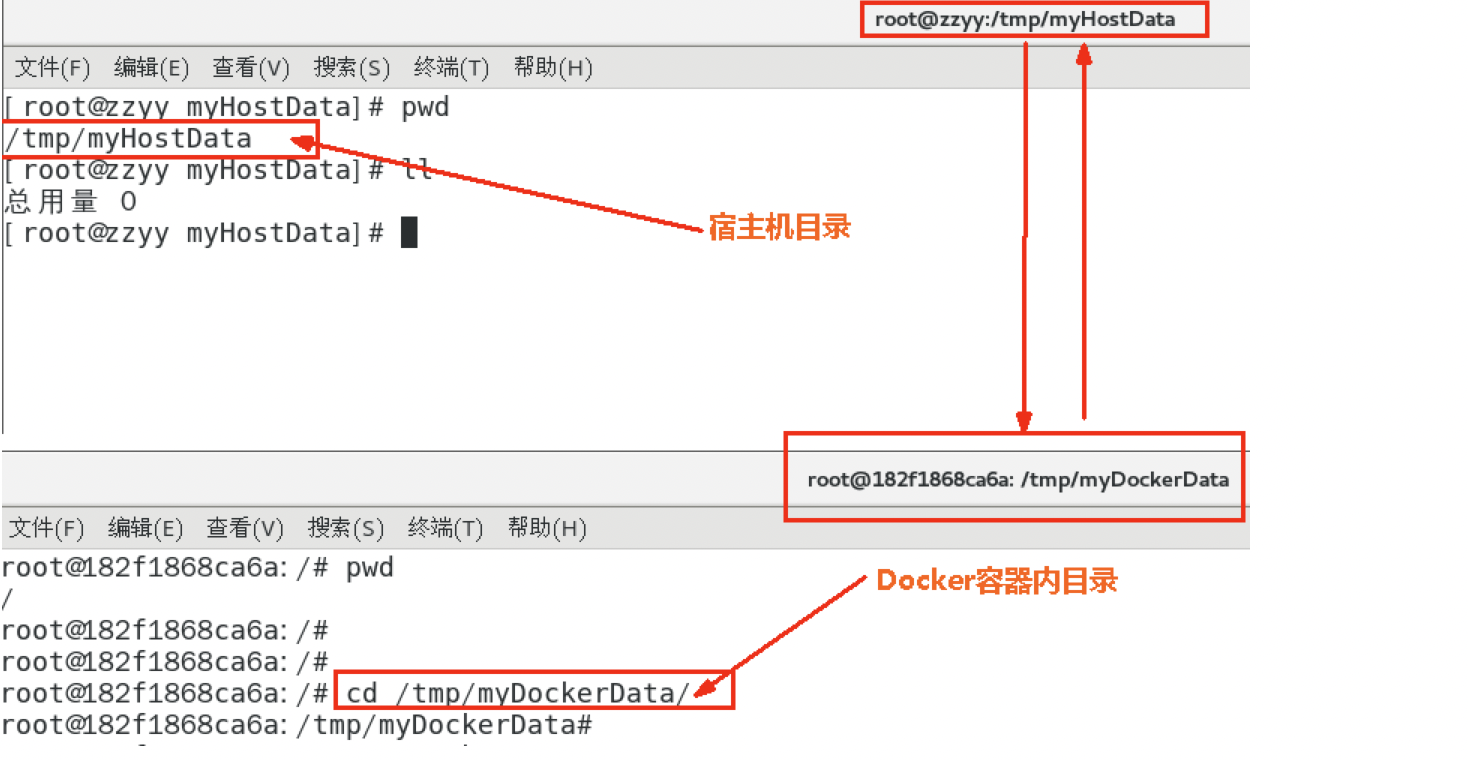 root@zzyy:/tmp/myHostData
文件(F) 编辑(E) 查看(V) 搜索(S) 终端(T) 帮助(H)
[root@zzyy myHostData]# pwd
/tmp/myHostData
[root@zzyy myHostData]# ll
总用量 0
[root@zzyy myHostData]#
宿主机目录
root@182f1868ca6a: /tmp/myDockerData
文件(F) 编辑(E) 查看(V) 搜索(S) 终端(T) 帮助(H)
root@182f1868ca6a:/# pwd
/
Docker容器内目录
root@182f1868ca6a:/#
root@182f1868ca6a:/#
root@182f1868ca6a:/# cd /tmp/myDockerData/
root@182f1868ca6a:/tmp/myDockerData#